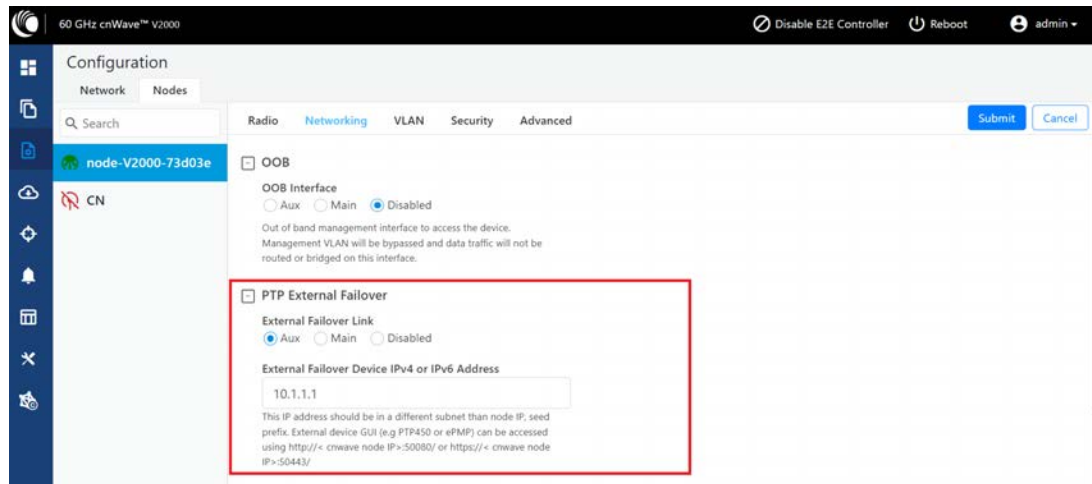 60 GHz cnWave™ V2000
Disable E2E Controller
Reboot
admin
Configuration
Network Nodes
Search
node-V2000-73d03e
CN
Radio Networking VLAN Security Advanced
Submit
Cancel
OOB
OOB Interface
Aux Main Disabled
Out of band management interface to access the device.
Management VLAN will be bypassed and data traffic will not be
routed or bridged on this interface.
PTP External Failover
External Failover Link
Aux Main Disabled
External Failover Device IPv4 or IPv6 Address
10.1.1.1
This IP address should be in a different subnet than node IP, seed
prefix. External device GUI (e.g PTP450 or ePMP) can be accessed
using http://< cnwave node IP>:50080/ or https://< cnwave node
IP>:50443/